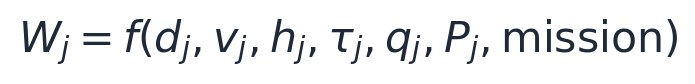 W_j = f(d_j, v_j, h_j, τ_j, q_j, P_j, mission)